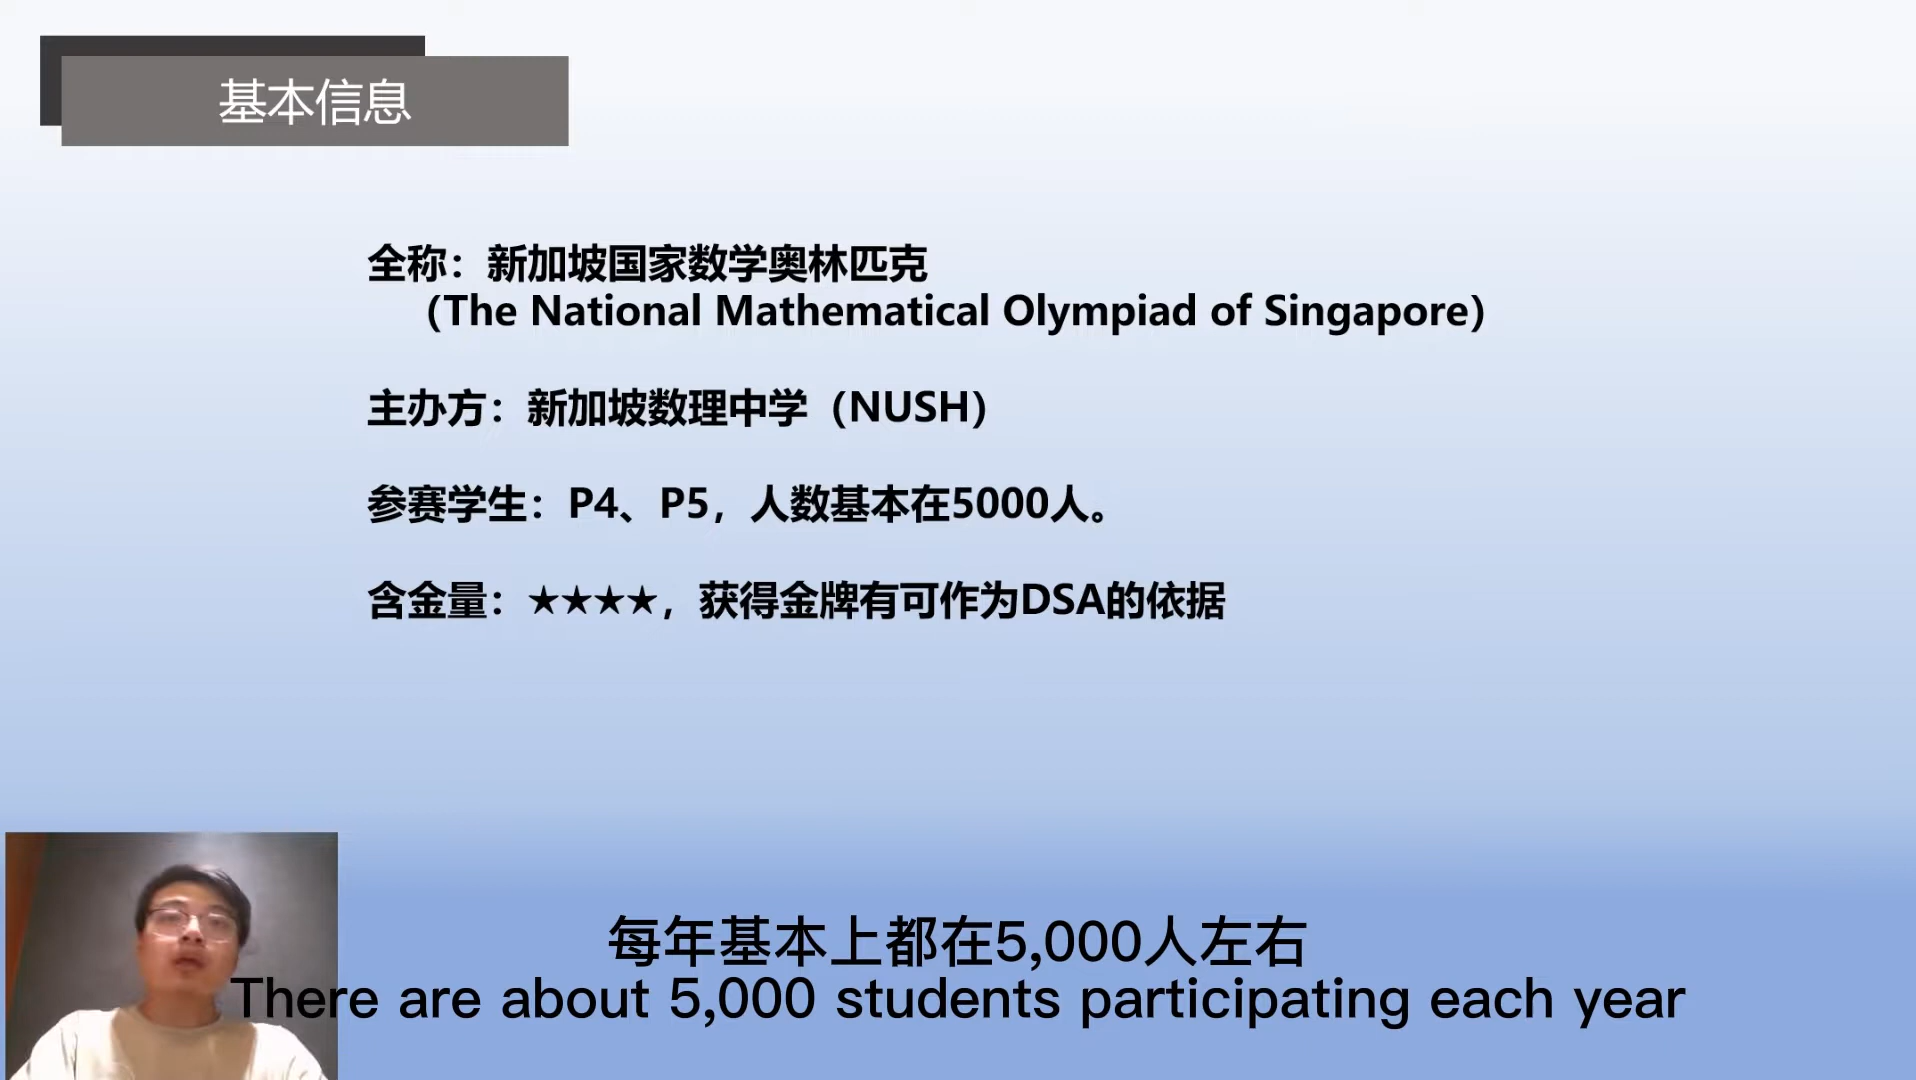 基本信息
全称：新加坡国家数学奥林匹克
（The National Mathematical Olympiad of Singapore）
主办方：新加坡数理中学（NUSH）
参赛学生：P4、P5，人数基本在5000人。
含金量：★★★★，获得金牌有可作为DSA的依据
每年基本上都在5,000人左右
There are about 5,000 students participating each year